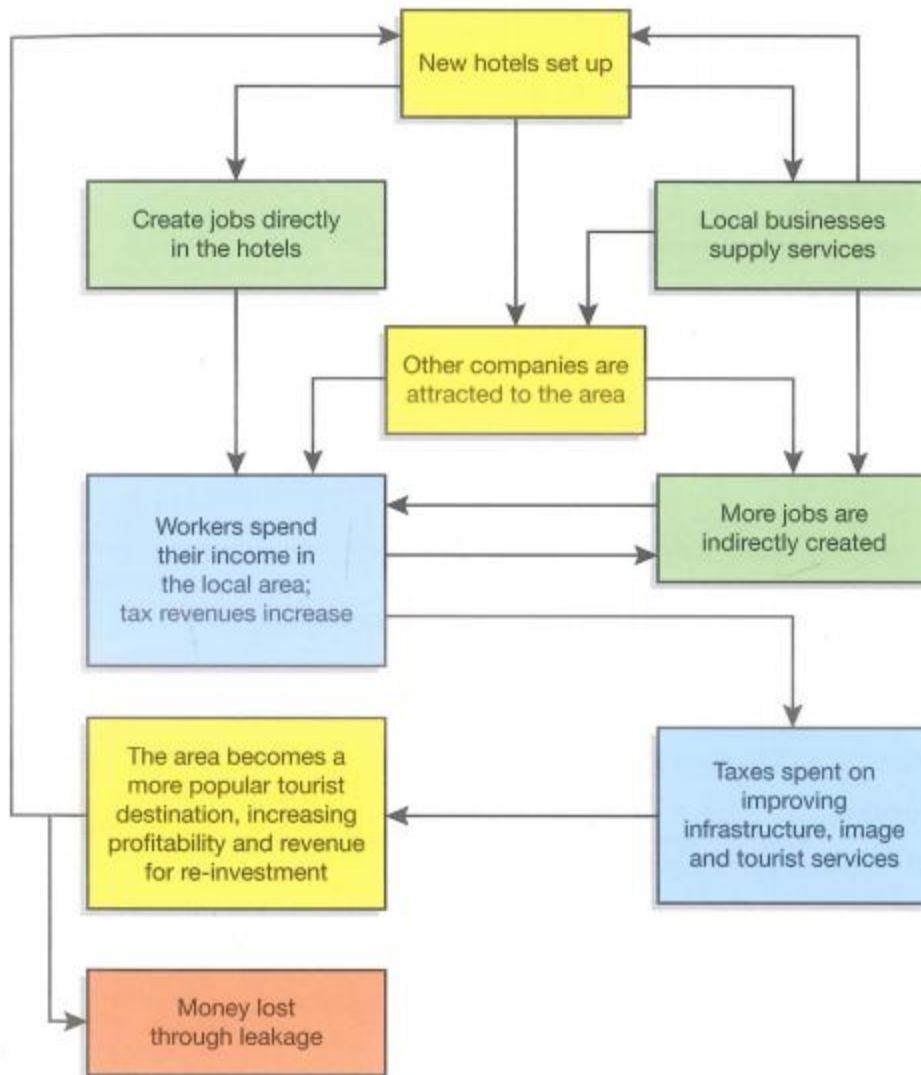 New hotels set up
Create jobs directly
in the hotels
Local businesses
supply services
Other companies are
attracted to the area
Workers spend
their income in
the local area;
tax revenues increase
More jobs are
indirectly created
The area becomes a
more popular tourist
destination, increasing
profitability and revenue
for re-investment
Taxes spent on
improving
infrastructure, image
and tourist services
Money lost
through leakage